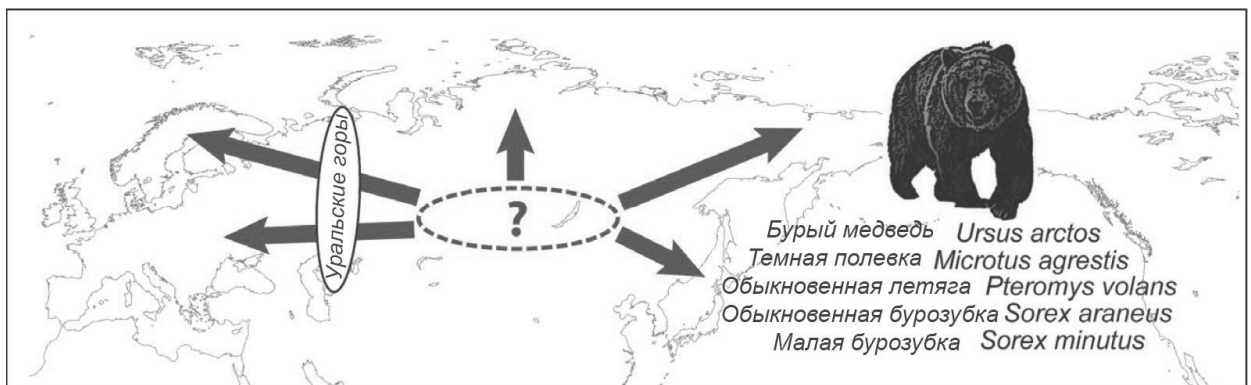 Уральские горы
?
Бурый медведь Ursus arctos
Темная полевка Microtus agrestis
Обыкновенная летяга Pteromys volans
Обыкновенная бурозубка Sorex araneus
Малая бурозубка Sorex minutus